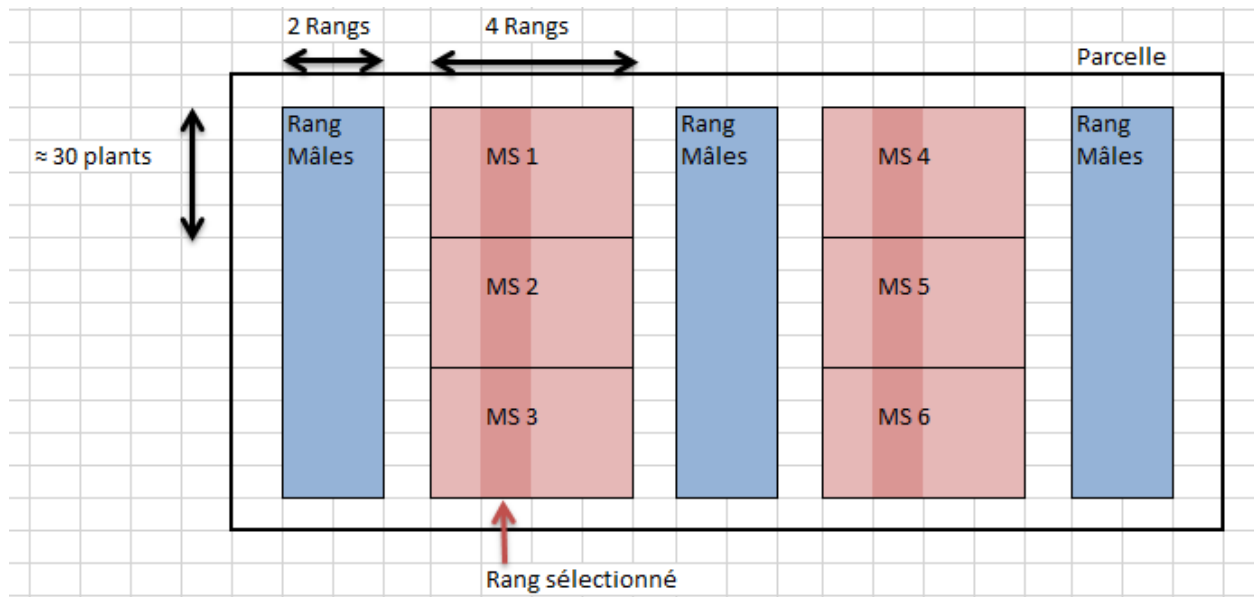 2 Rangs
4 Rangs
Parcelle
≈ 30 plants
Rang
Mâles
MS 1
Rang
Mâles
MS 4
Rang
Mâles
MS 2
MS 5
MS 3
MS 6
Rang sélectionné